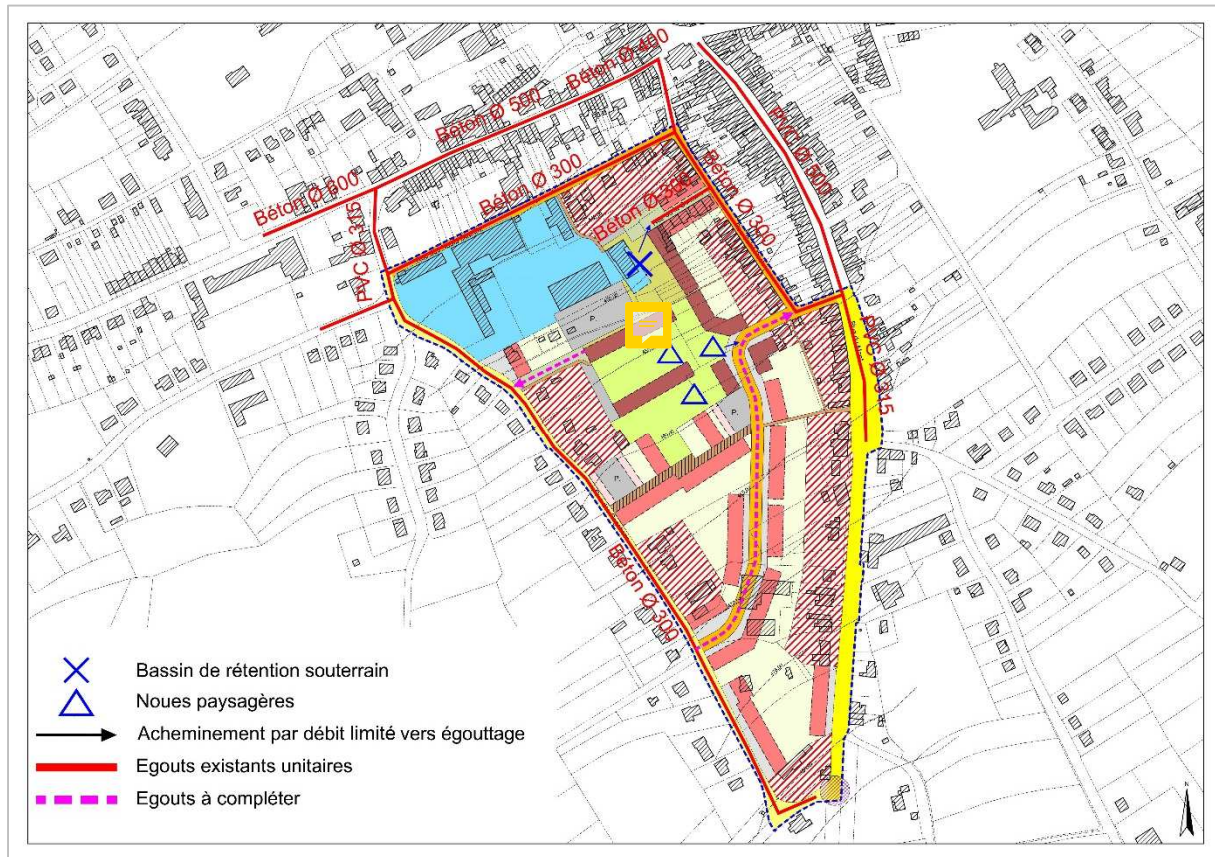 Béton Ø 400
Béton Ø 500
Béton Ø 600
Béton Ø 300
PVC Ø 315
PVC Ø 500
Béton Ø 300
Béton Ø 300
PVC Ø 315
Béton Ø 300
P.
P.
P.
N
Bassin de rétention souterrain
Noues paysagères
Acheminement par débit limité vers égouttage
Egouts existants unitaires
Egouts à compléter